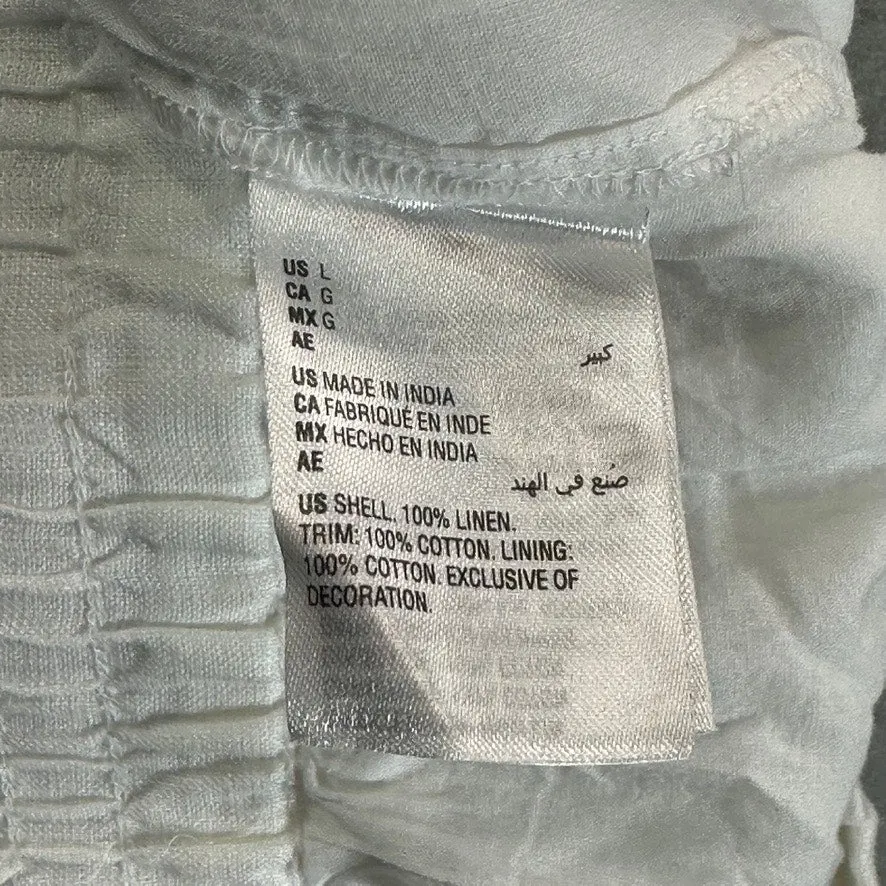 US L
CA G
MX G
AE
كبير
US MADE IN INDIA
CA FABRIQUÉ EN INDE
MX HECHO EN INDIA
AE
صُنع في الهند
US SHELL. 100% LINEN.
TRIM: 100% COTTON. LINING:
100% COTTON. EXCLUSIVE OF
DECORATION.